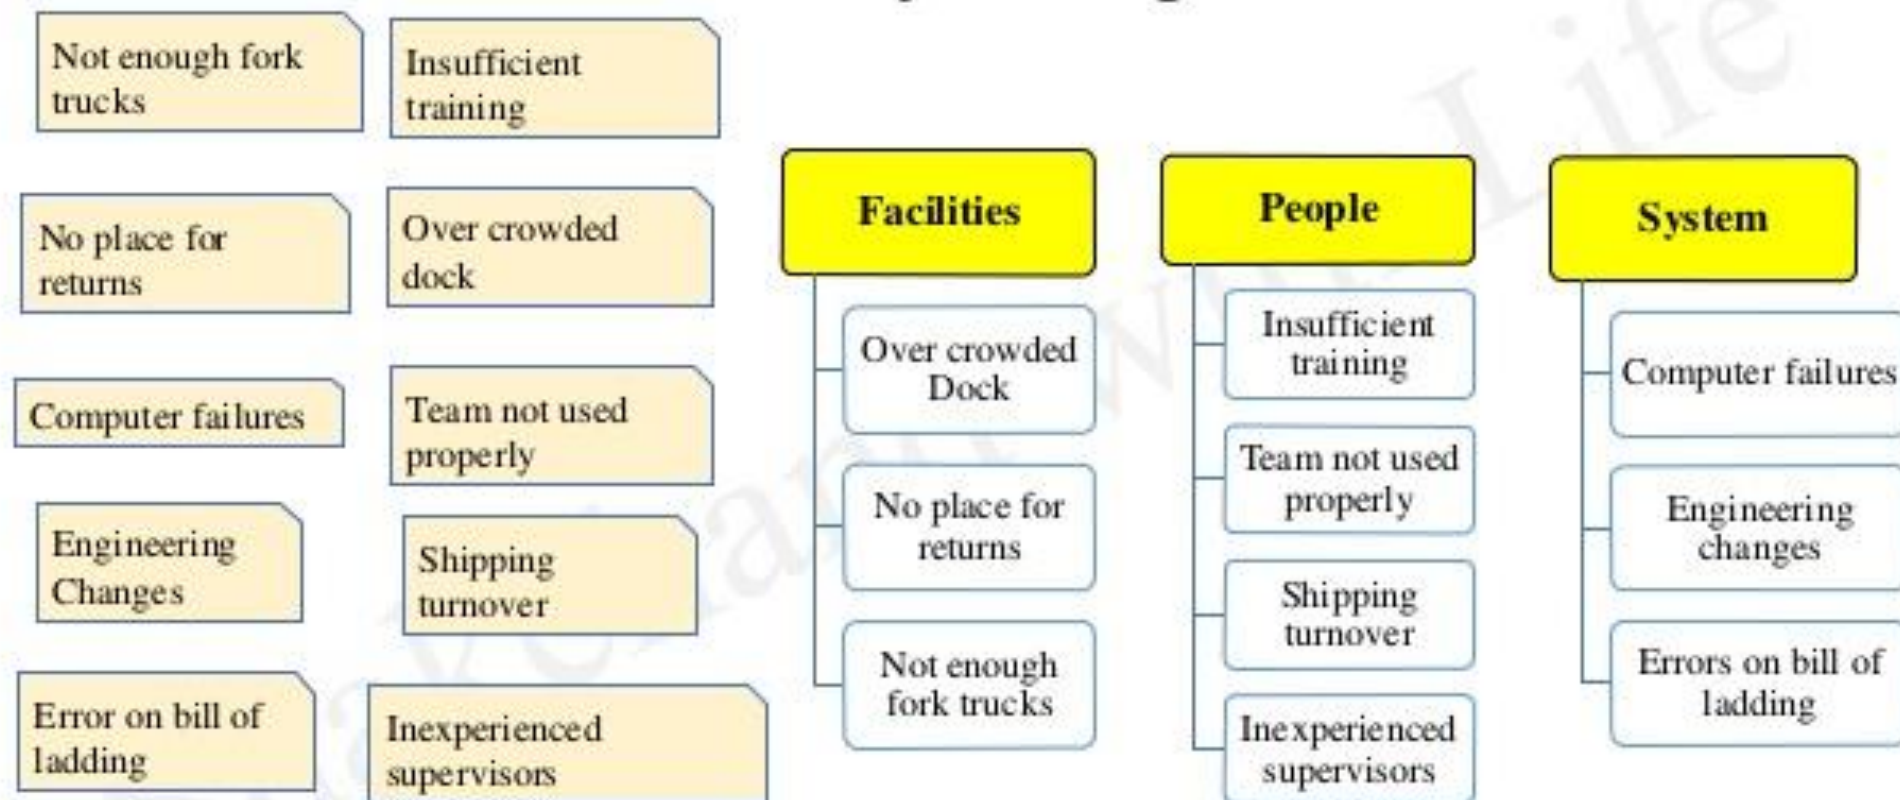 Not enough fork
trucks
Insufficient
training
No place for
returns
Over crowded
dock
Computer failures
Team not used
properly
Engineering
Changes
Shipping
turnover
Error on bill of
ladding
Inexperienced
supervisors
Facilities
Over crowded
Dock
No place for
returns
Not enough
fork trucks
People
Insufficient
training
Team not used
properly
Shipping
turnover
Inexperienced
supervisors
System
Computer failures
Engineering
changes
Errors on bill of
ladding